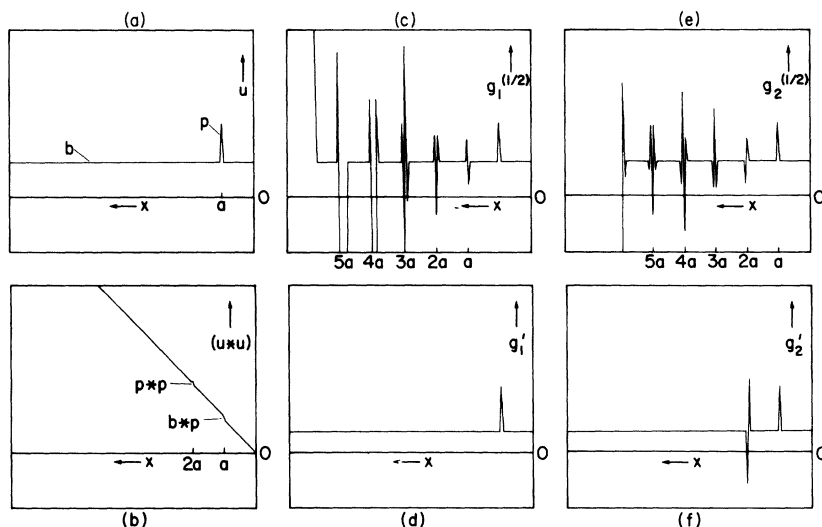 (a)
(c)
(e)
u
p
b
x
a
O
g₁^(1/2)
x
5a 4a 3a 2a a
O
g₂^(1/2)
x
5a 4a 3a 2a a
O
(u*u)
p*p
b*p
x
2a a
O
g₁'
x
O
g₂'
x
O
(b)
(d)
(f)